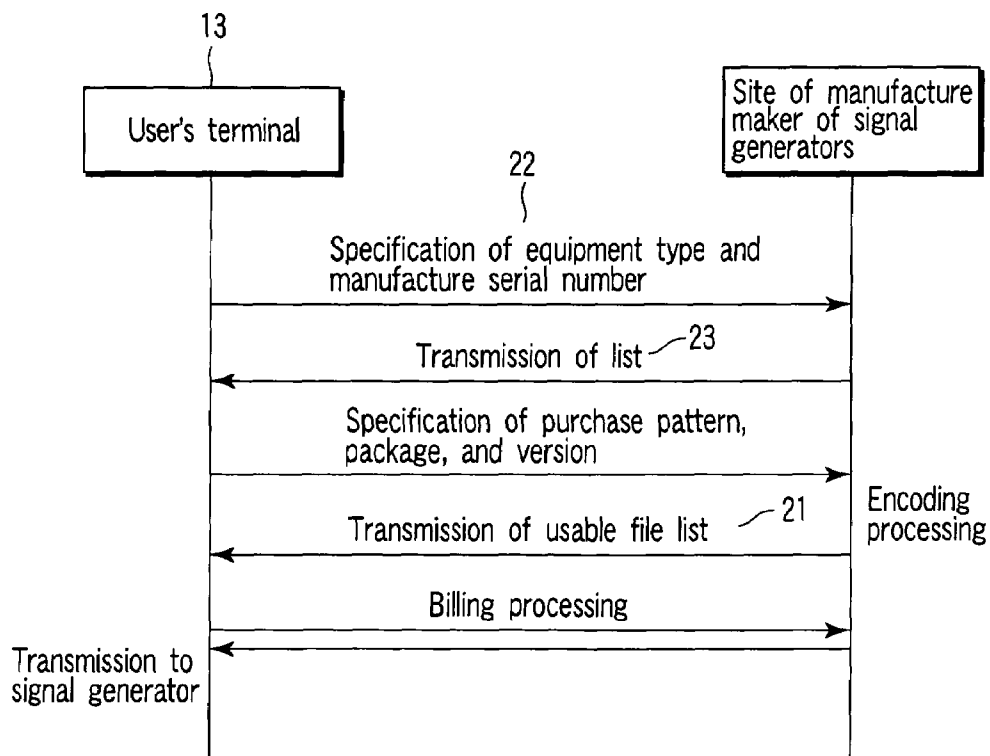 13
User's terminal
Site of manufacture
maker of signal
generators
22
Specification of equipment type and
manufacture serial number
Transmission of list
23
Specification of purchase pattern,
package, and version
Encoding
processing
Transmission of usable file list
21
Billing processing
Transmission to
signal generator